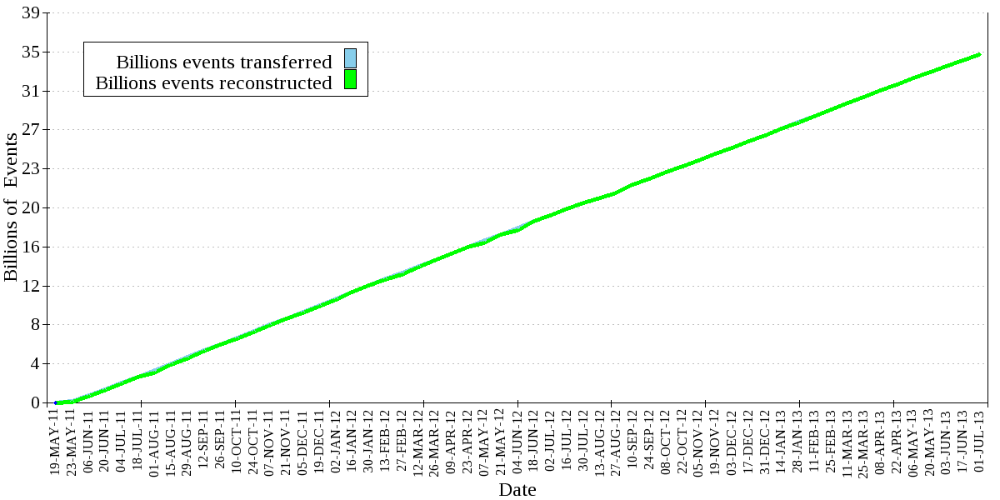 39
35
31
27
23
20
16
12
8
4
0
Billions of Events
Billions events transferred
Billions events reconstructed
19-MAY-11
23-MAY-11
06-JUN-11
20-JUN-11
04-JUL-11
18-JUL-11
01-AUG-11
15-AUG-11
29-AUG-11
12-SEP-11
26-SEP-11
10-OCT-11
24-OCT-11
07-NOV-11
21-NOV-11
05-DEC-11
19-DEC-11
02-JAN-12
16-JAN-12
30-JAN-12
13-FEB-12
27-FEB-12
12-MAR-12
26-MAR-12
09-APR-12
23-APR-12
07-MAY-12
21-MAY-12
04-JUN-12
18-JUN-12
02-JUL-12
16-JUL-12
30-JUL-12
13-AUG-12
27-AUG-12
10-SEP-12
24-SEP-12
08-OCT-12
22-OCT-12
05-NOV-12
19-NOV-12
03-DEC-12
17-DEC-12
31-DEC-12
14-JAN-13
28-JAN-13
11-FEB-13
25-FEB-13
11-MAR-13
25-MAR-13
08-APR-13
22-APR-13
06-MAY-13
20-MAY-13
03-JUN-13
17-JUN-13
01-JUL-13
Date